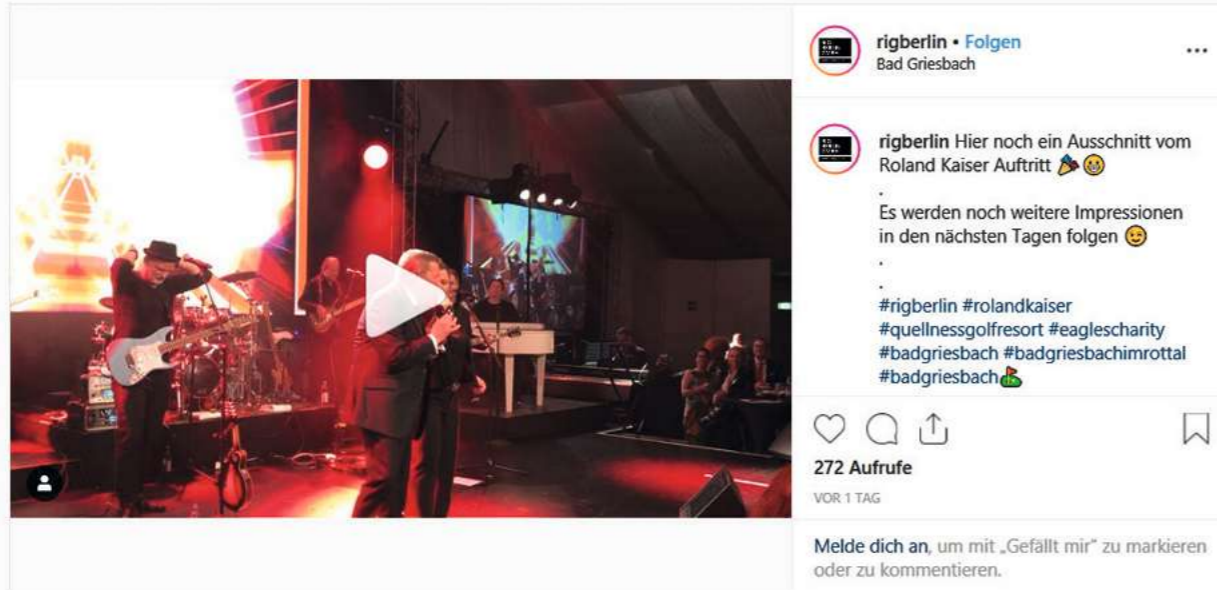 rigberlin • Folgen
Bad Griesbach
rigberlin Hier noch ein Ausschnitt vom
Roland Kaiser Auftritt 🎉😁
.
Es werden noch weitere Impressionen
in den nächsten Tagen folgen 😉
.
.
#rigberlin #rolandkaiser
#quellnessgolfresort #eaglescharity
#badgriesbach #badgriesbachimrottal
#badgriesbach⛳
272 Aufrufe
VOR 1 TAG
Melde dich an, um mit „Gefällt mir“ zu markieren
oder zu kommentieren.